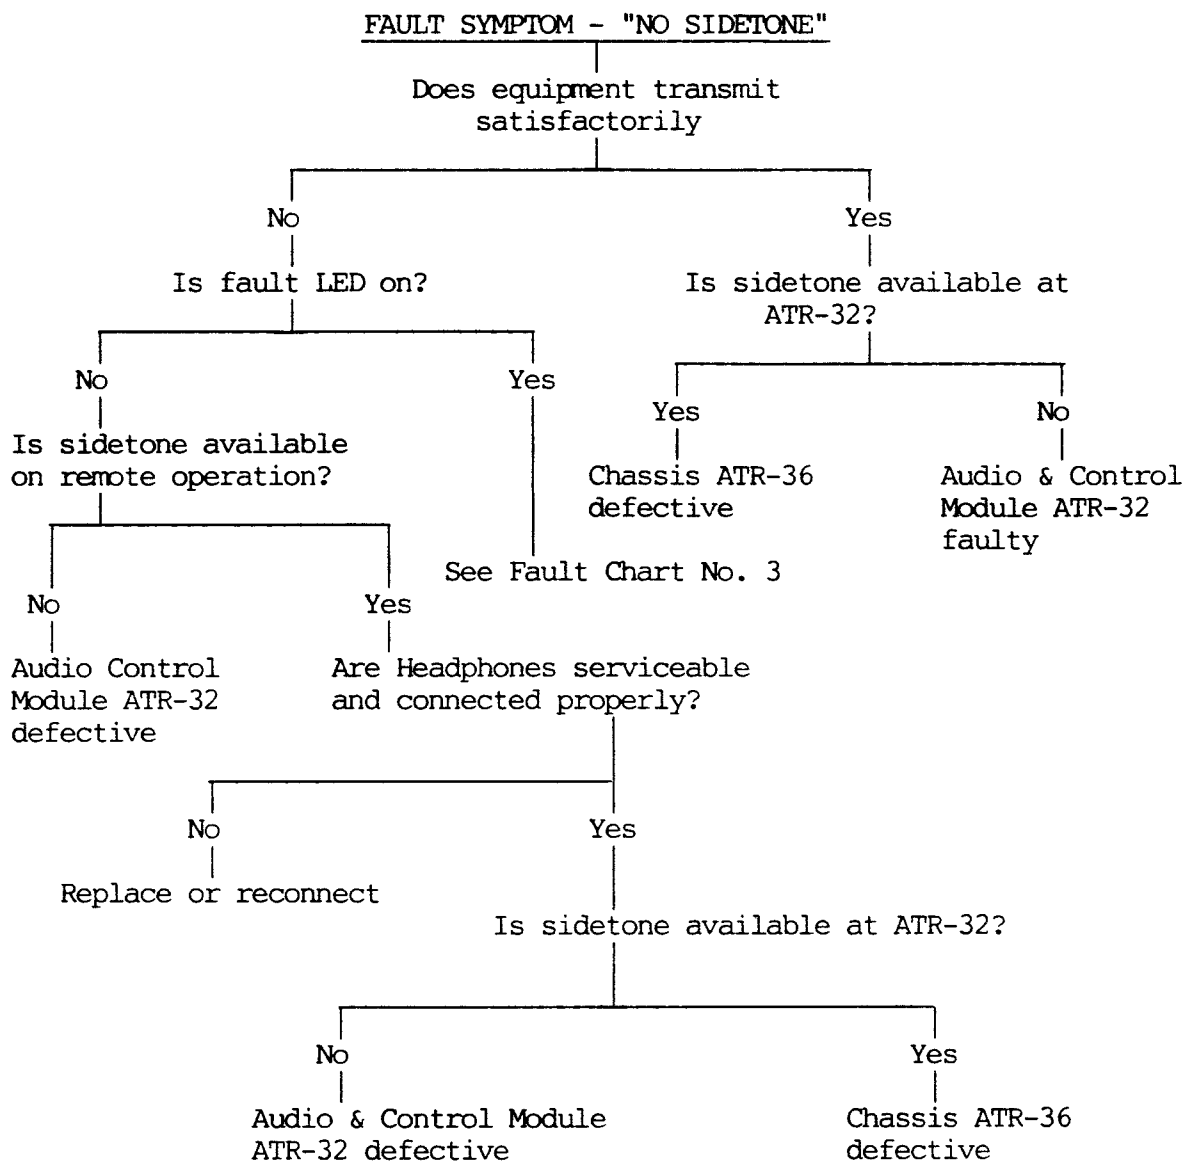 FAULT SYMPTOM - "NO SIDETONE"
Does equipment transmit
satisfactorily
No
Yes
Is fault LED on?
Is sidetone available at
ATR-32?
No
Yes
Yes
No
Is sidetone available
on remote operation?
Chassis ATR-36
defective
Audio & Control
Module ATR-32
faulty
See Fault Chart No. 3
No
Yes
Audio Control
Module ATR-32
defective
Are Headphones serviceable
and connected properly?
No
Yes
Replace or reconnect
Is sidetone available at ATR-32?
No
Yes
Audio & Control Module
ATR-32 defective
Chassis ATR-36
defective